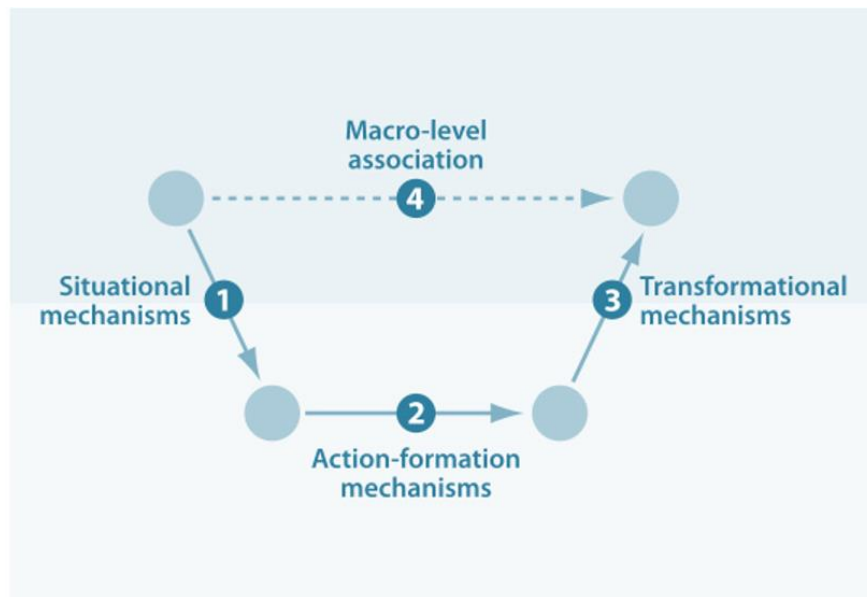 Macro-level
association
4
Situational
mechanisms
1
3
Transformational
mechanisms
2
Action-formation
mechanisms